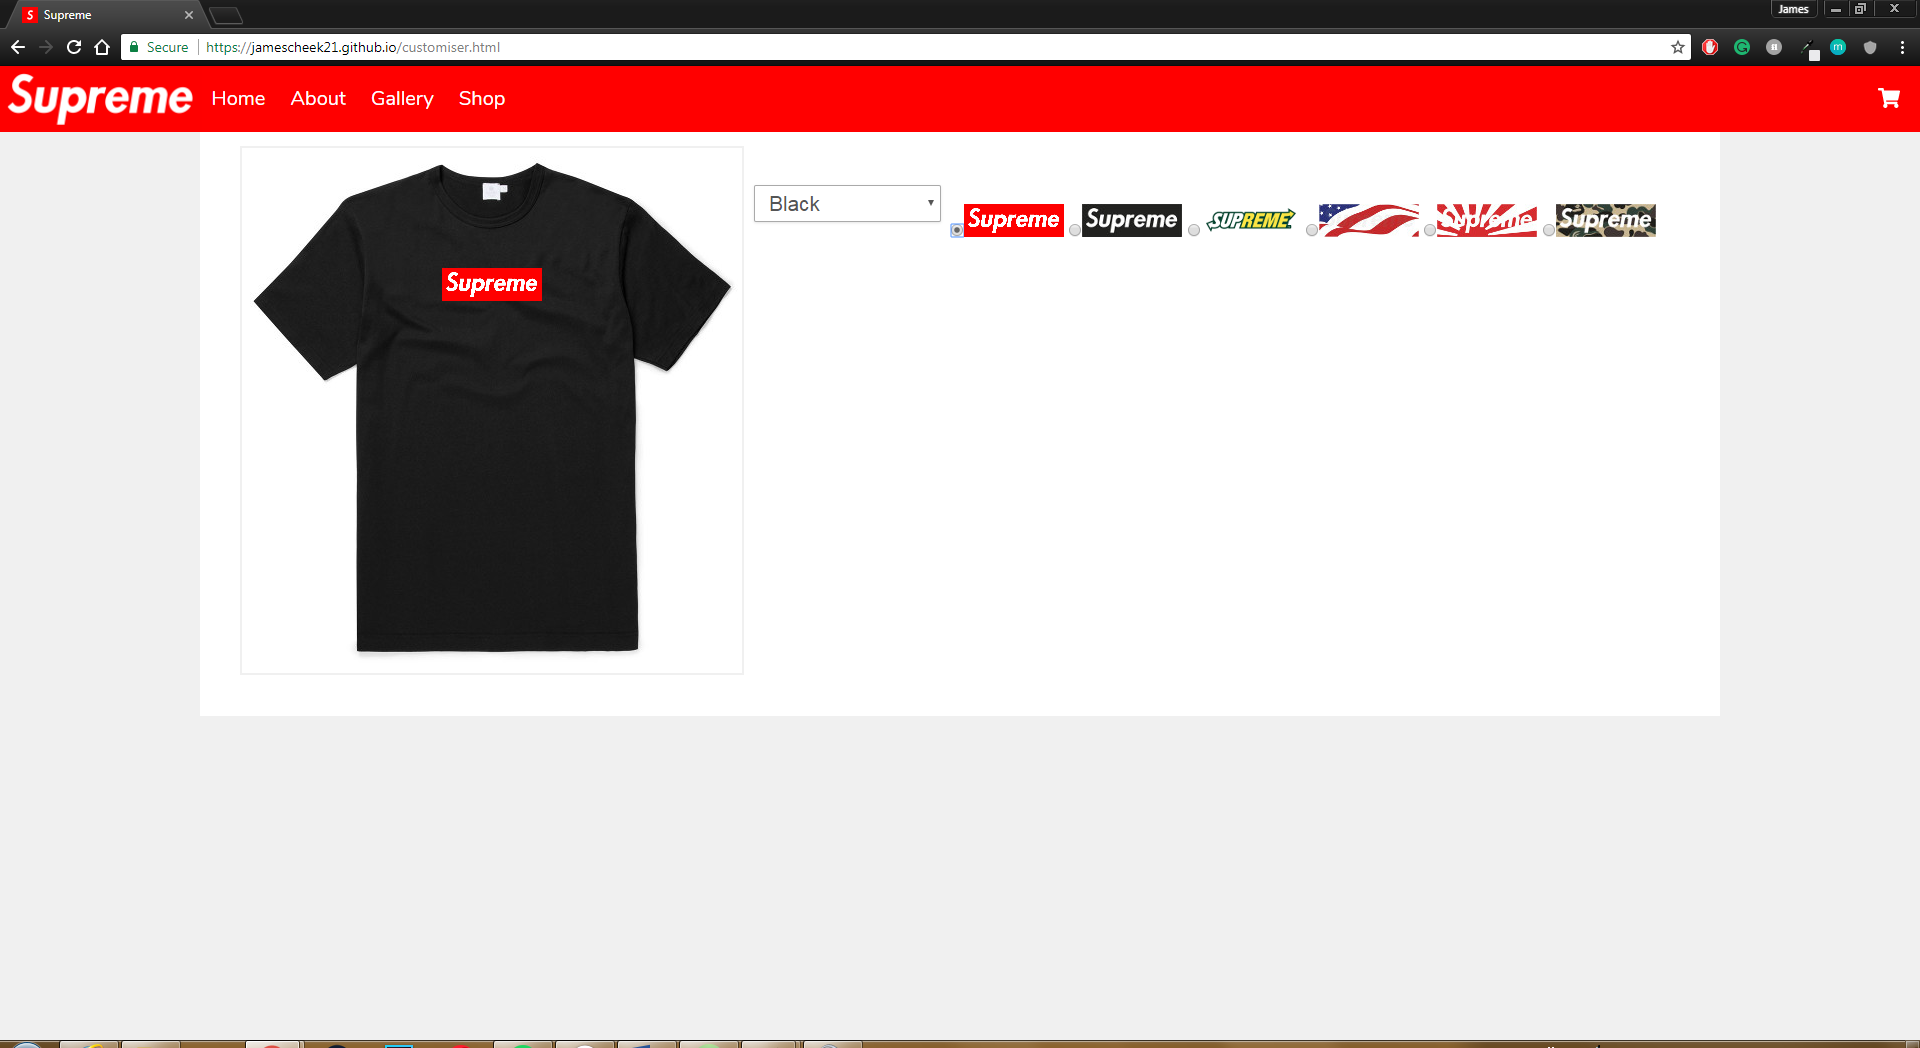 S Supreme
James
Secure https://jamescheek21.github.io/customiser.html
Supreme Home About Gallery Shop
Black
Supreme Supreme SUPREME Supreme Supreme
Supreme